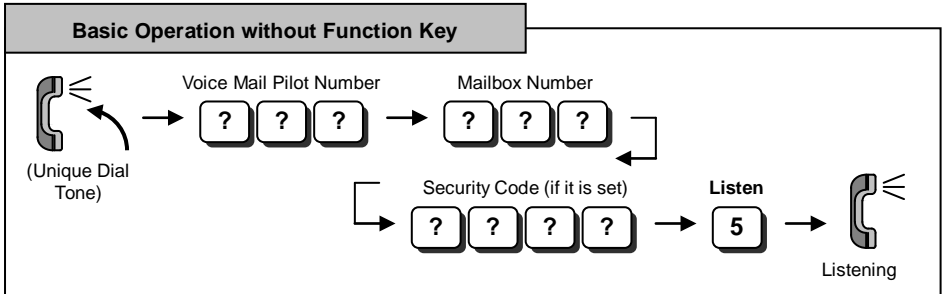 Basic Operation without Function Key
Voice Mail Pilot Number
Mailbox Number
? ? ?
? ? ?
(Unique Dial
Tone)
Security Code (if it is set)
Listen
? ? ? ?
5
Listening